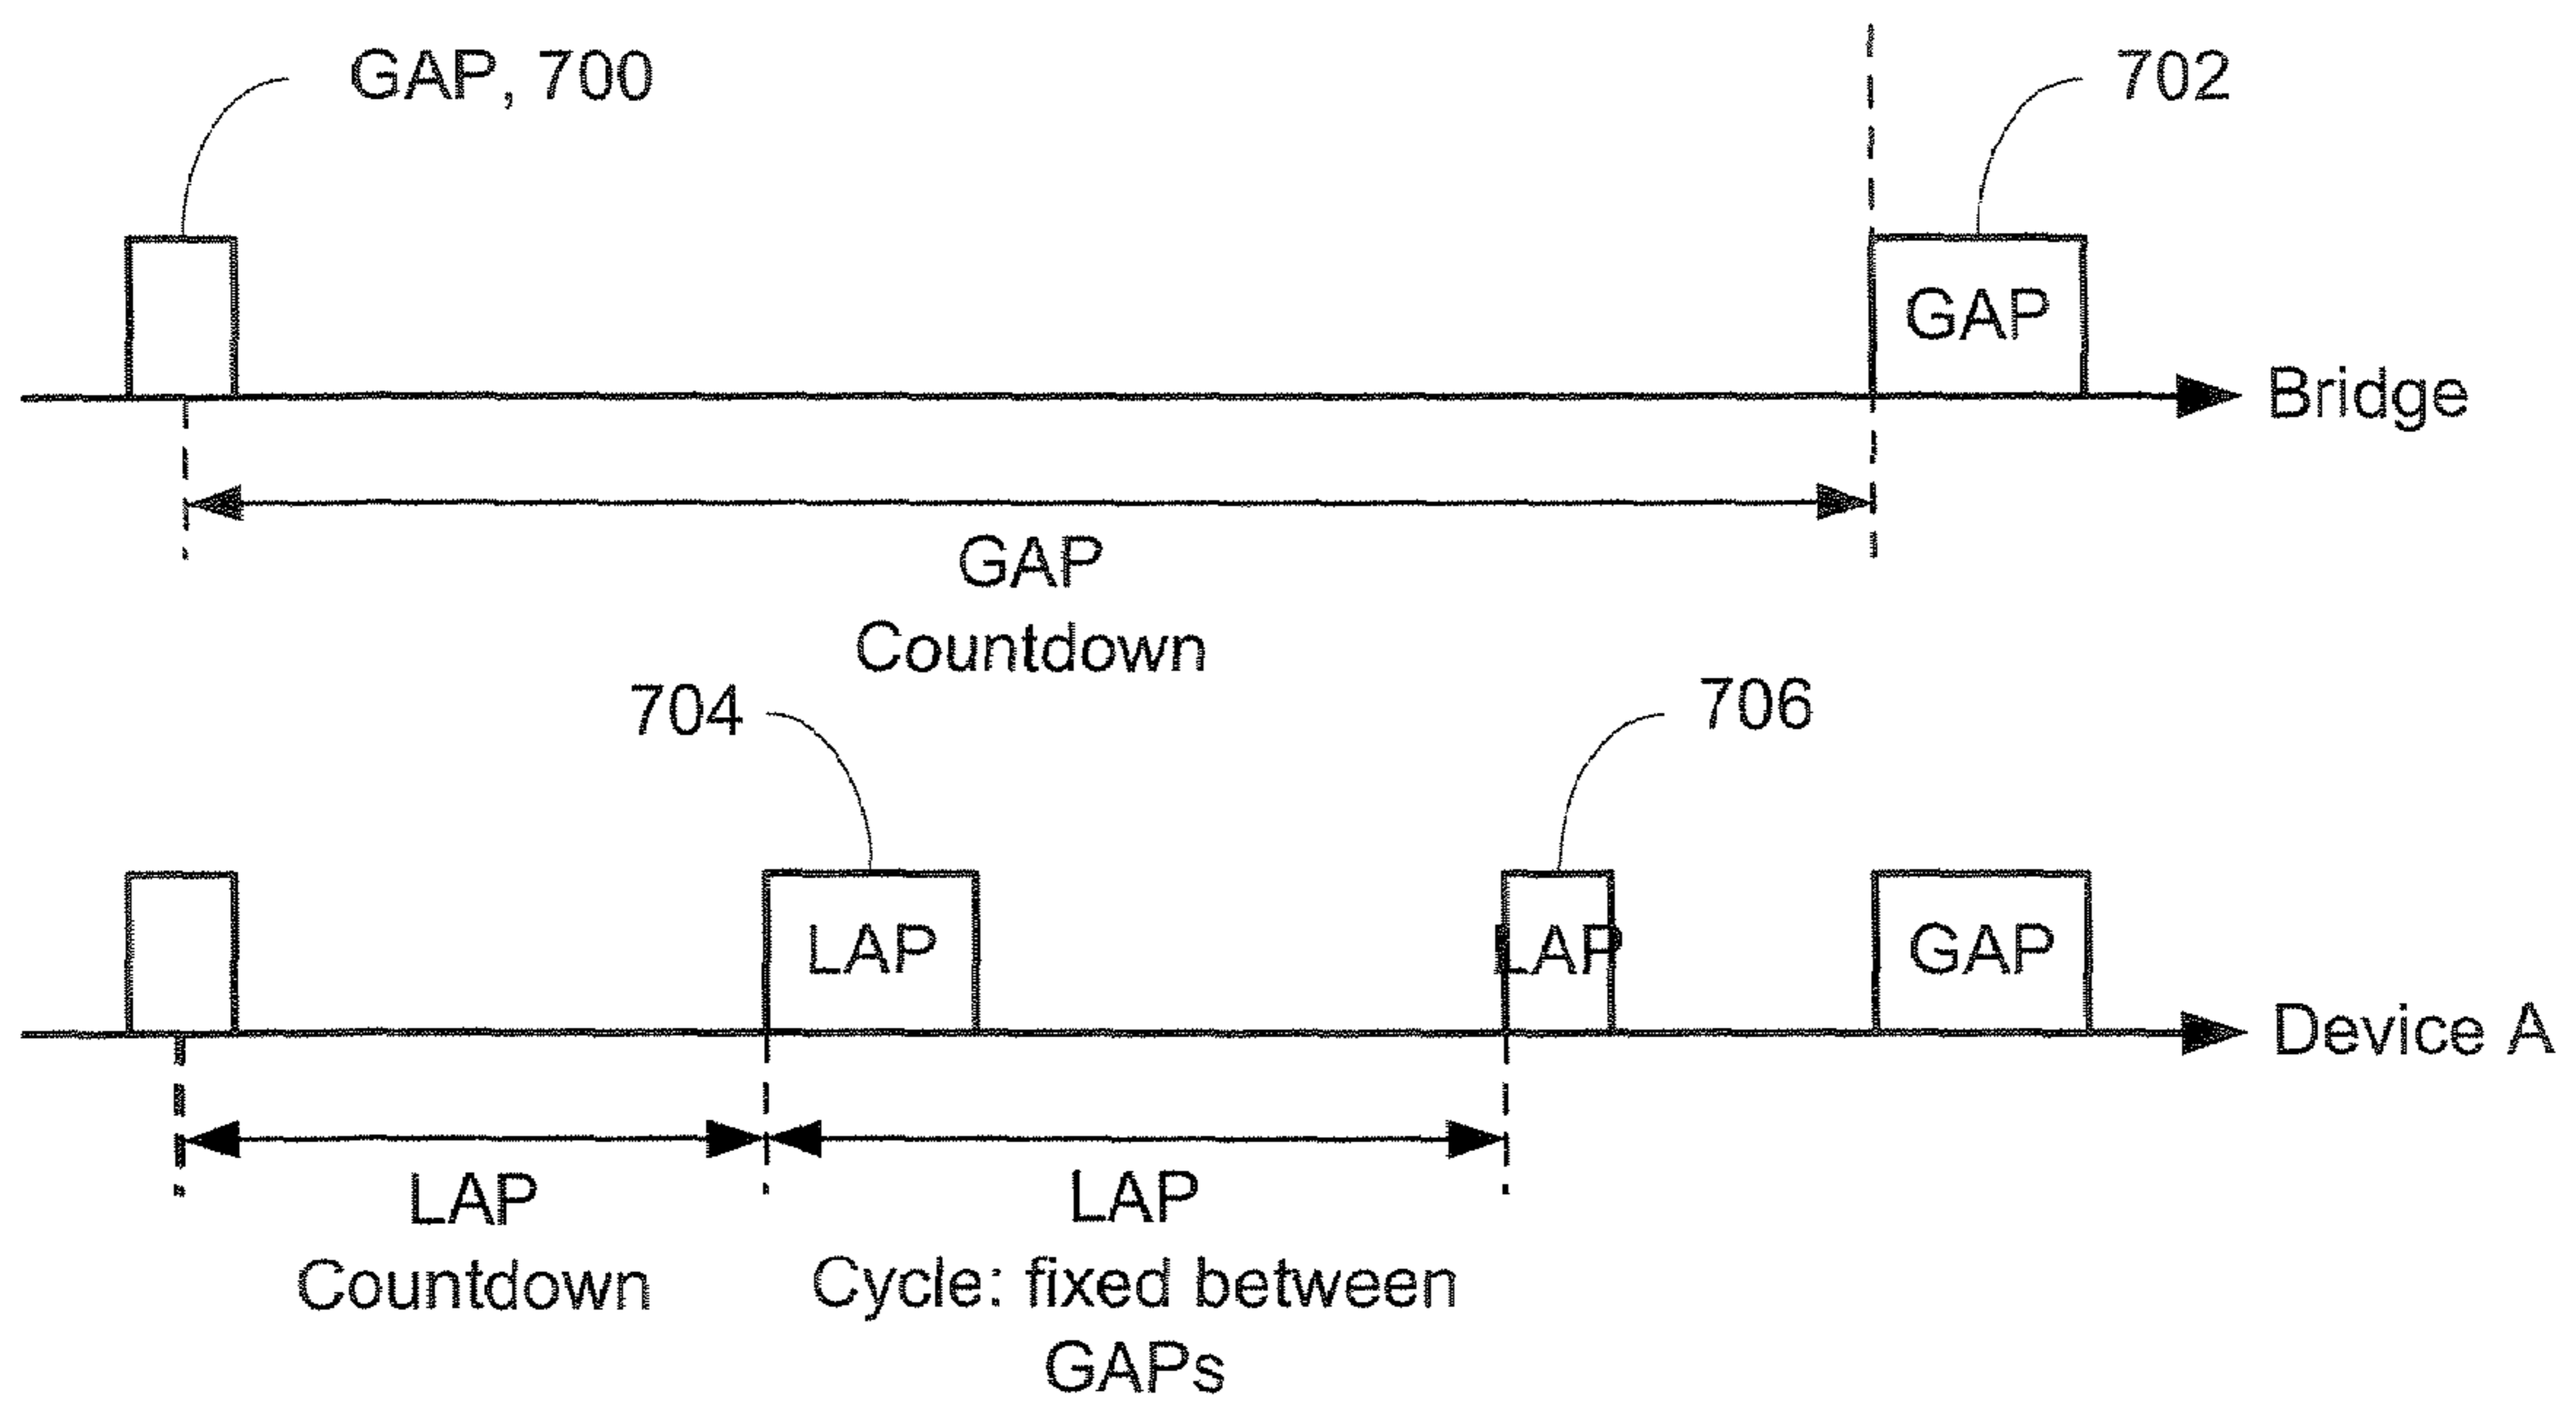 GAP, 700
702
GAP
Bridge
GAP
Countdown
704
706
LAP
LAP
GAP
Device A
LAP
Countdown
LAP
Cycle: fixed between
GAPs